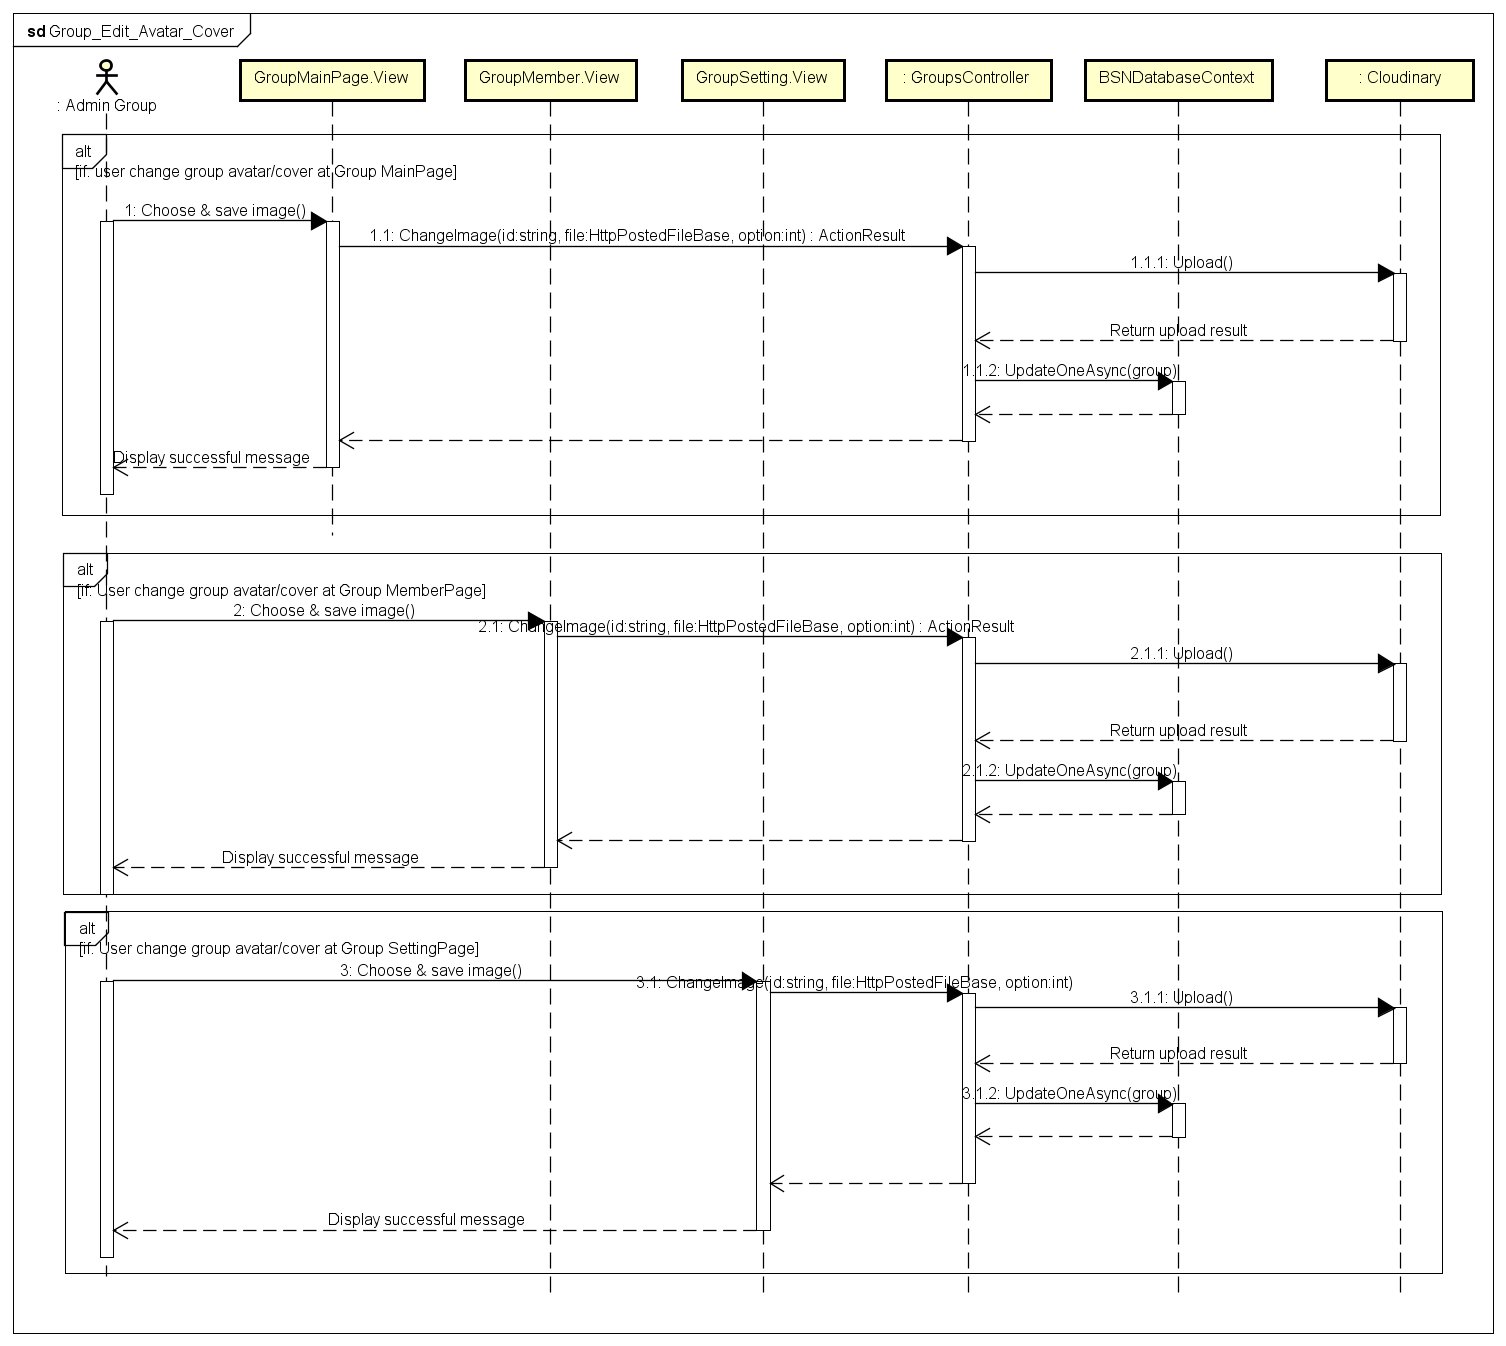 sd Group_Edit_Avatar_Cover
: Admin Group
GroupMainPage.View
GroupMember.View
GroupSetting.View
: GroupsController
BSNDatabaseContext
: Cloudinary
alt
[if: user change group avatar/cover at Group MainPage]
1: Choose & save image()
1.1: ChangeImage(id:string, file:HttpPostedFileBase, option:int) : ActionResult
1.1.1: Upload()
Return upload result
1.1.2: UpdateOneAsync(group)
Display successful message
alt
[if: User change group avatar/cover at Group MemberPage]
2: Choose & save image()
2.1: ChangeImage(id:string, file:HttpPostedFileBase, option:int) : ActionResult
2.1.1: Upload()
Return upload result
2.1.2: UpdateOneAsync(group)
Display successful message
alt
[if: User change group avatar/cover at Group SettingPage]
3: Choose & save image()
3.1: ChangeImage(id:string, file:HttpPostedFileBase, option:int)
3.1.1: Upload()
Return upload result
3.1.2: UpdateOneAsync(group)
Display successful message